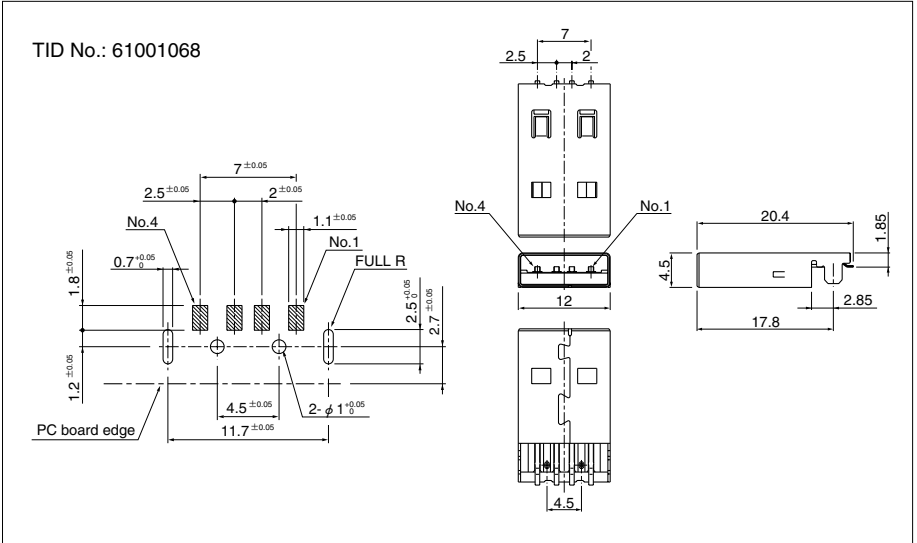 TID No.: 61001068
7
2.5
2
7 ±0.05
2.5 ±0.05
2 ±0.05
No.4
1.1 ±0.05
No.1
0.7 +0.05 0
FULL R
1.8 ±0.05
2.5 +0.05 0
2.7 ±0.05
1.2 ±0.05
4.5 ±0.05
2- φ 1 +0.05 0
PC board edge
11.7 ±0.05
No.4
No.1
12
4.5
20.4
1.85
4.5
2.85
17.8